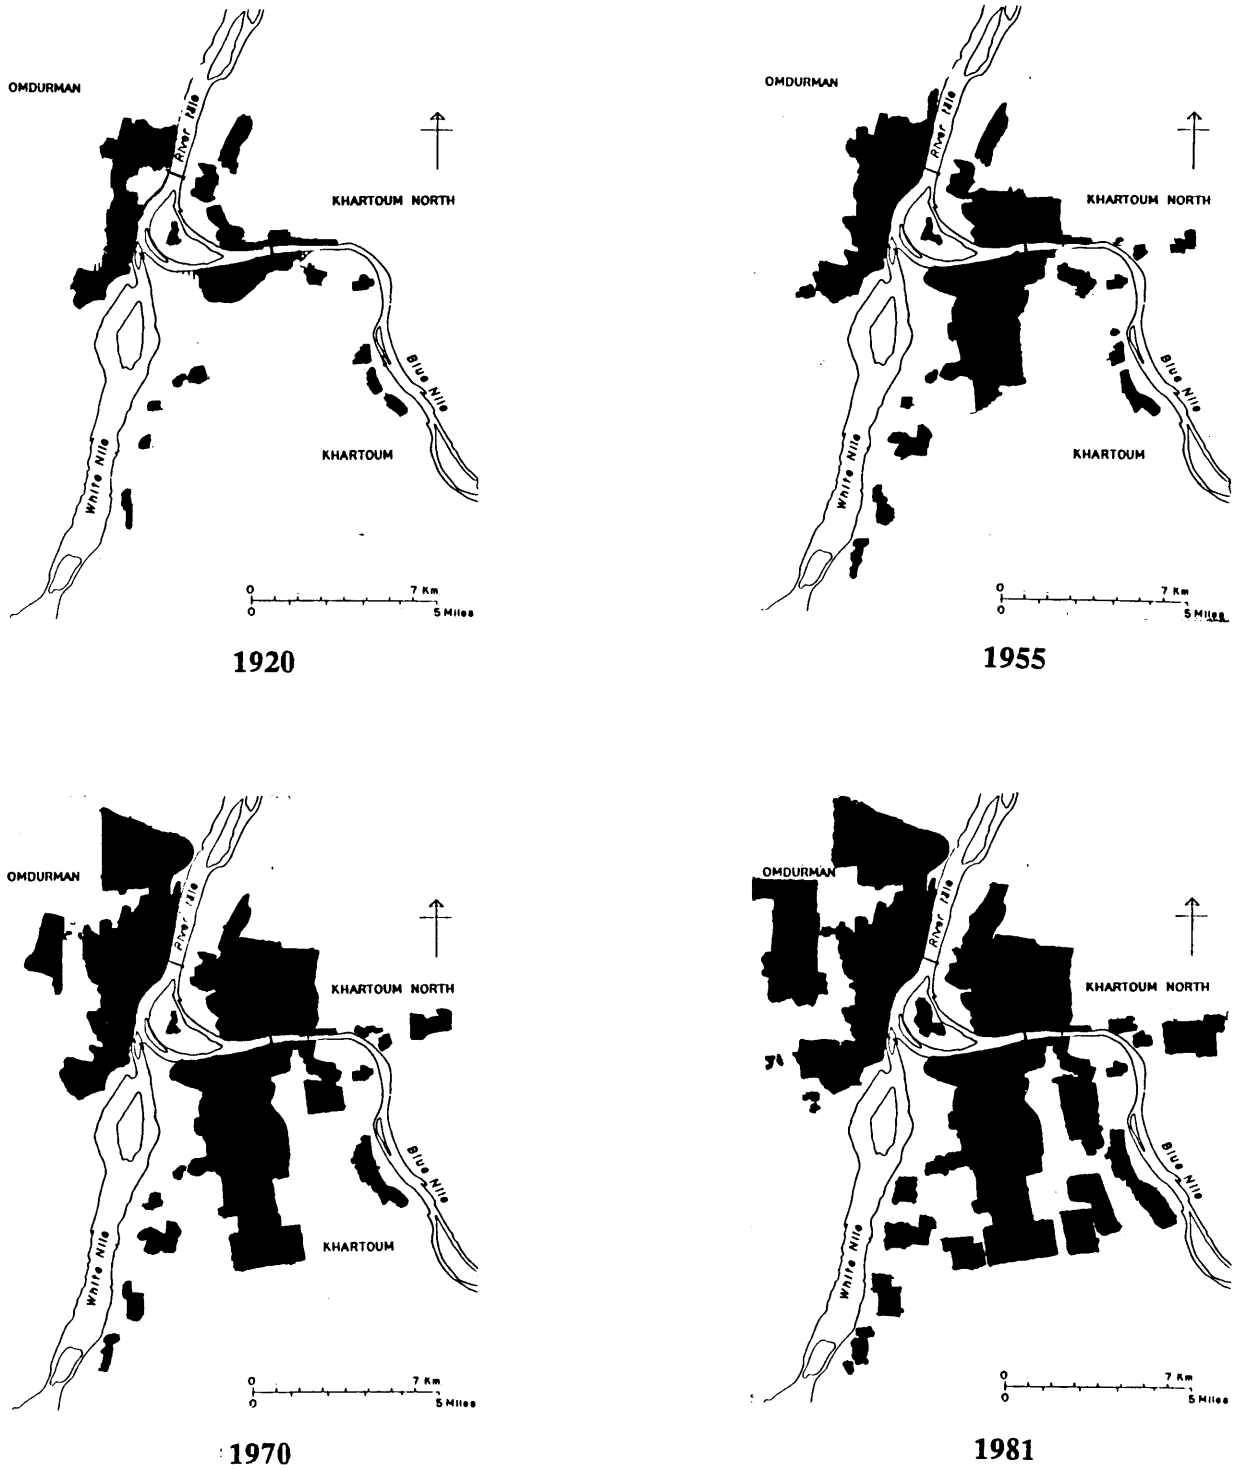 OMDURMAN
River Nile
KHARTOUM NORTH
Blue Nile
White Nile
KHARTOUM
0 7 Km
0 5 Miles
1920
OMDURMAN
River Nile
KHARTOUM NORTH
Blue Nile
White Nile
KHARTOUM
0 7 Km
0 5 Miles
1955
OMDURMAN
River Nile
KHARTOUM NORTH
Blue Nile
White Nile
KHARTOUM
0 7 Km
0 5 Miles
1970
OMDURMAN
River Nile
KHARTOUM NORTH
Blue Nile
White Nile
0 7 Km
0 5 Miles
1981